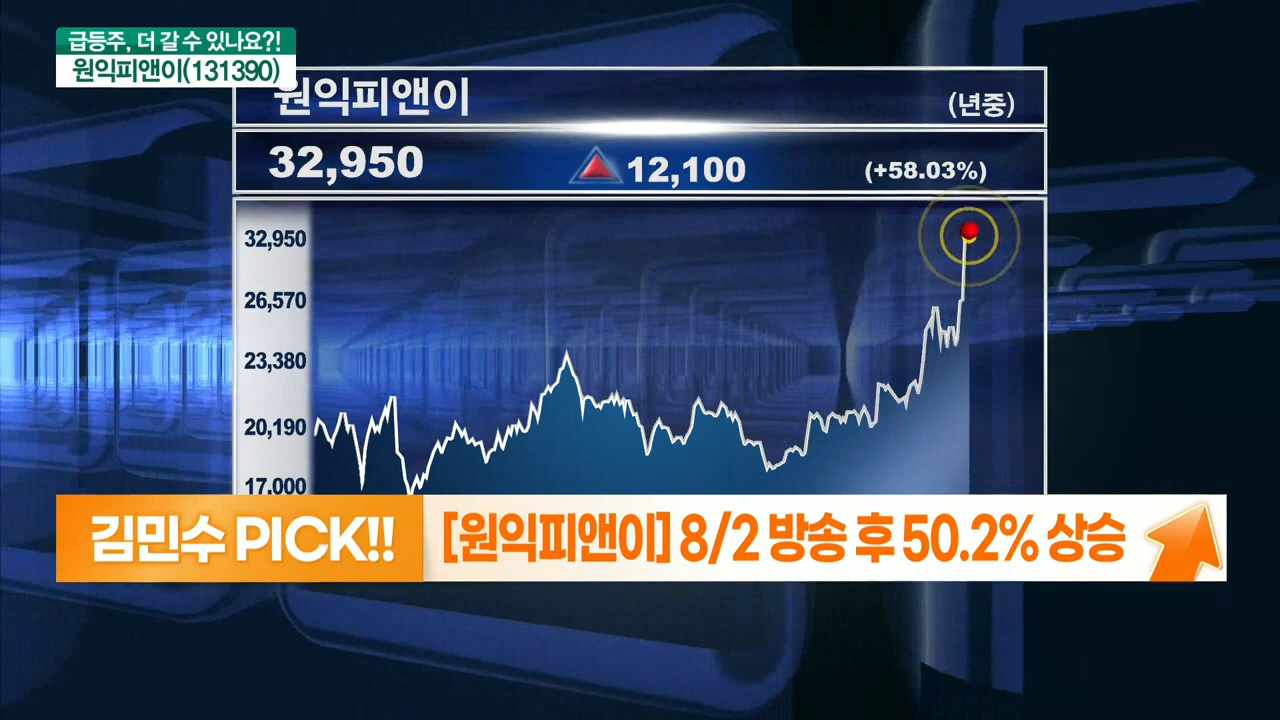 급등주, 더 갈 수 있나요?!
원익피앤이(131390)
원익피앤이 (년중)
32,950 12,100 (+58.03%)
32,950
26,570
23,380
20,190
17,000
김민수 PICK!! [원익피앤이] 8/2 방송 후 50.2% 상승